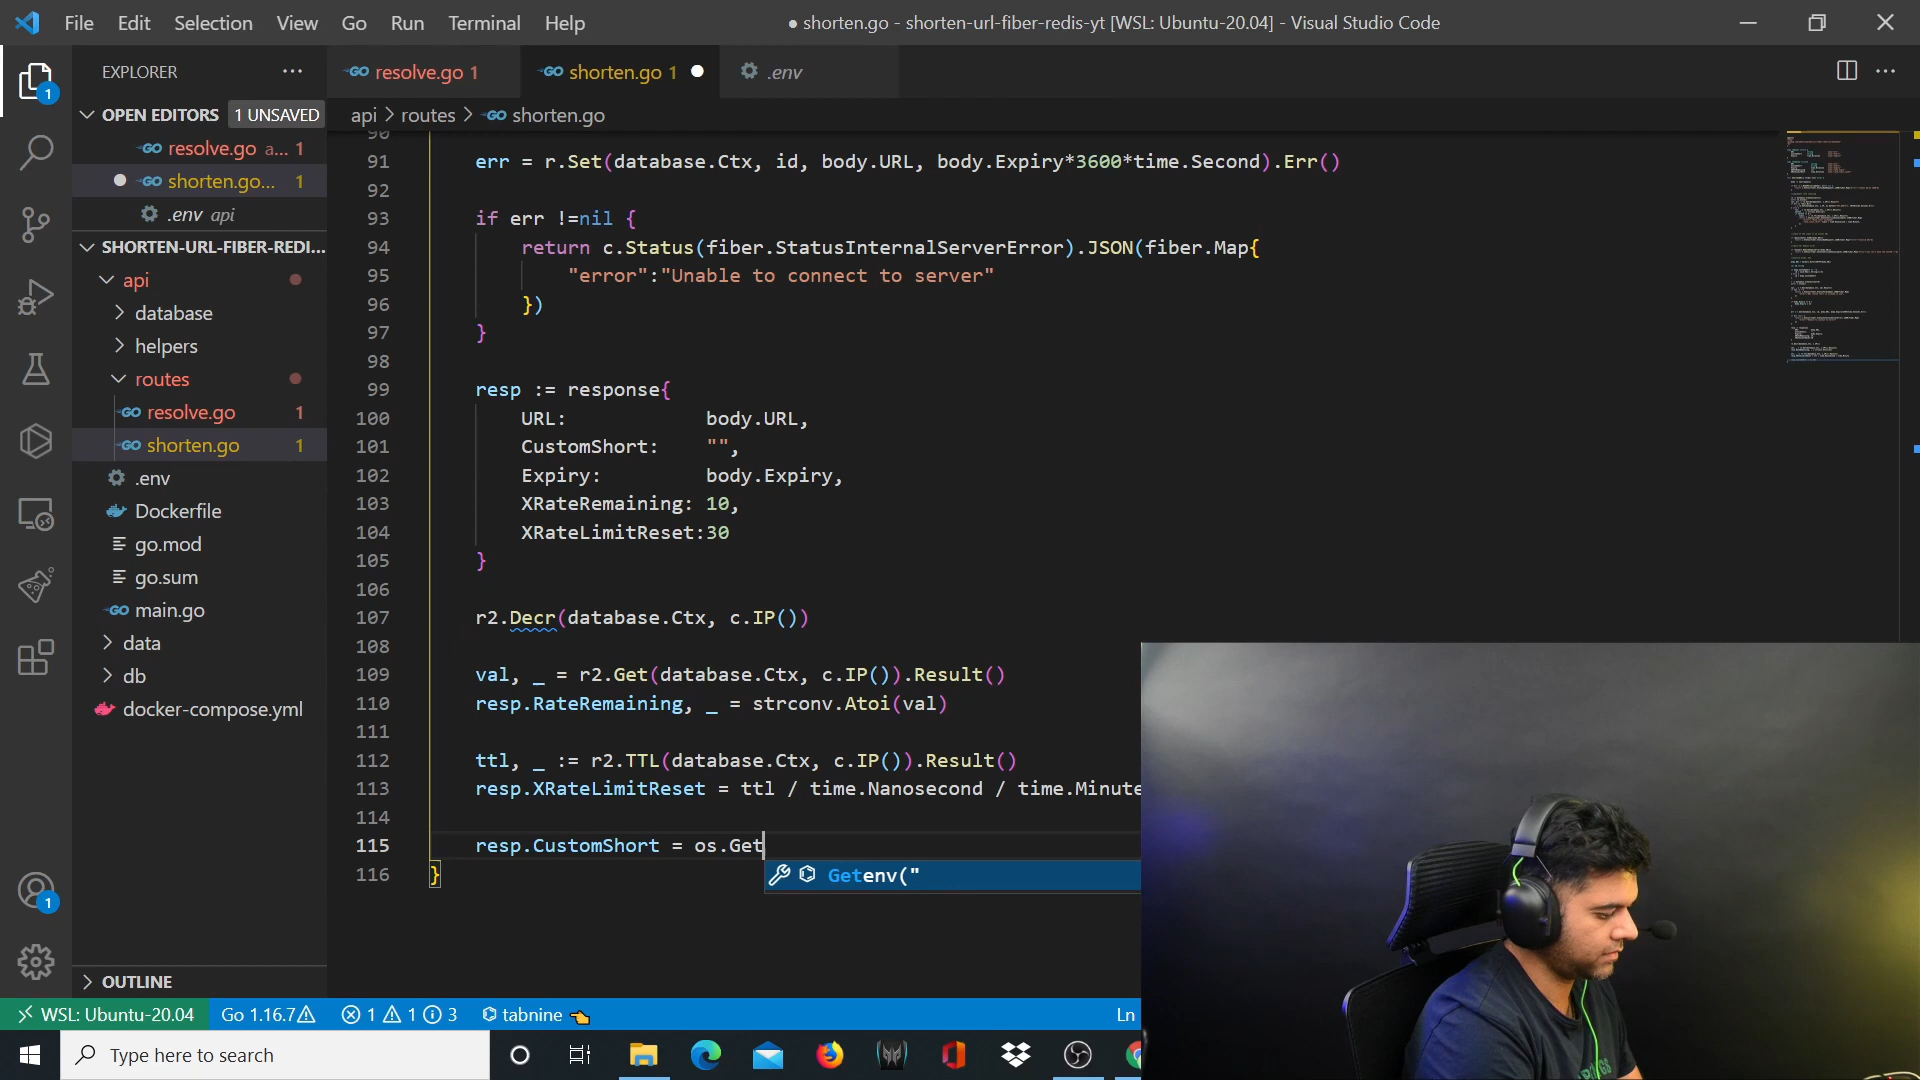 File Edit Selection View Go Run Terminal Help
● shorten.go - shorten-url-fiber-redis-yt [WSL: Ubuntu-20.04] - Visual Studio Code
EXPLORER
resolve.go 1
shorten.go 1
.env
OPEN EDITORS 1 UNSAVED
resolve.go a... 1
shorten.go... 1
.env api
SHORTEN-URL-FIBER-REDI...
api
database
helpers
routes
resolve.go 1
shorten.go 1
.env
Dockerfile
go.mod
go.sum
main.go
data
db
docker-compose.yml
OUTLINE
1
1
api > routes > shorten.go
90
91 err = r.Set(database.Ctx, id, body.URL, body.Expiry*3600*time.Second).Err()
92
93 if err !=nil {
94 return c.Status(fiber.StatusInternalServerError).JSON(fiber.Map{
95 "error":"Unable to connect to server"
96 })
97 }
98
99 resp := response{
100 URL: body.URL,
101 CustomShort: "",
102 Expiry: body.Expiry,
103 XRateRemaining: 10,
104 XRateLimitReset:30
105 }
106
107 r2.Decr(database.Ctx, c.IP())
108
109 val, _ = r2.Get(database.Ctx, c.IP()).Result()
110 resp.RateRemaining, _ = strconv.Atoi(val)
111
112 ttl, _ := r2.TTL(database.Ctx, c.IP()).Result()
113 resp.XRateLimitReset = ttl / time.Nanosecond / time.Minute
114
115 resp.CustomShort = os.Get
116 }
Getenv("
WSL: Ubuntu-20.04 Go 1.16.7 1 1 3 tabnine Ln
Type here to search